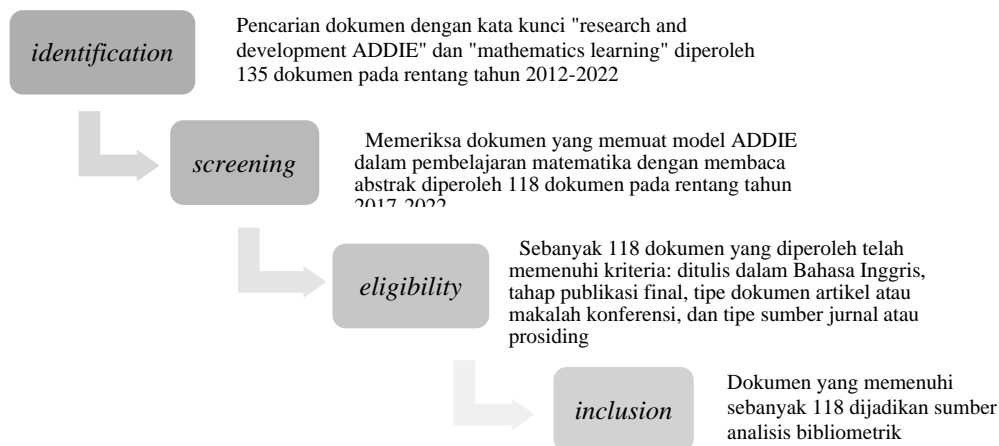 identification
Pencarian dokumen dengan kata kunci "research and
development ADDIE" dan "mathematics learning" diperoleh
135 dokumen pada rentang tahun 2012-2022
screening
Memeriksa dokumen yang memuat model ADDIE
dalam pembelajaran matematika dengan membaca
abstrak diperoleh 118 dokumen pada rentang tahun
2017-2022
eligibility
Sebanyak 118 dokumen yang diperoleh telah
memenuhi kriteria: ditulis dalam Bahasa Inggris,
tahap publikasi final, tipe dokumen artikel atau
makalah konferensi, dan tipe sumber jurnal atau
prosiding
inclusion
Dokumen yang memenuhi
sebanyak 118 dijadikan sumber
analisis bibliometrik